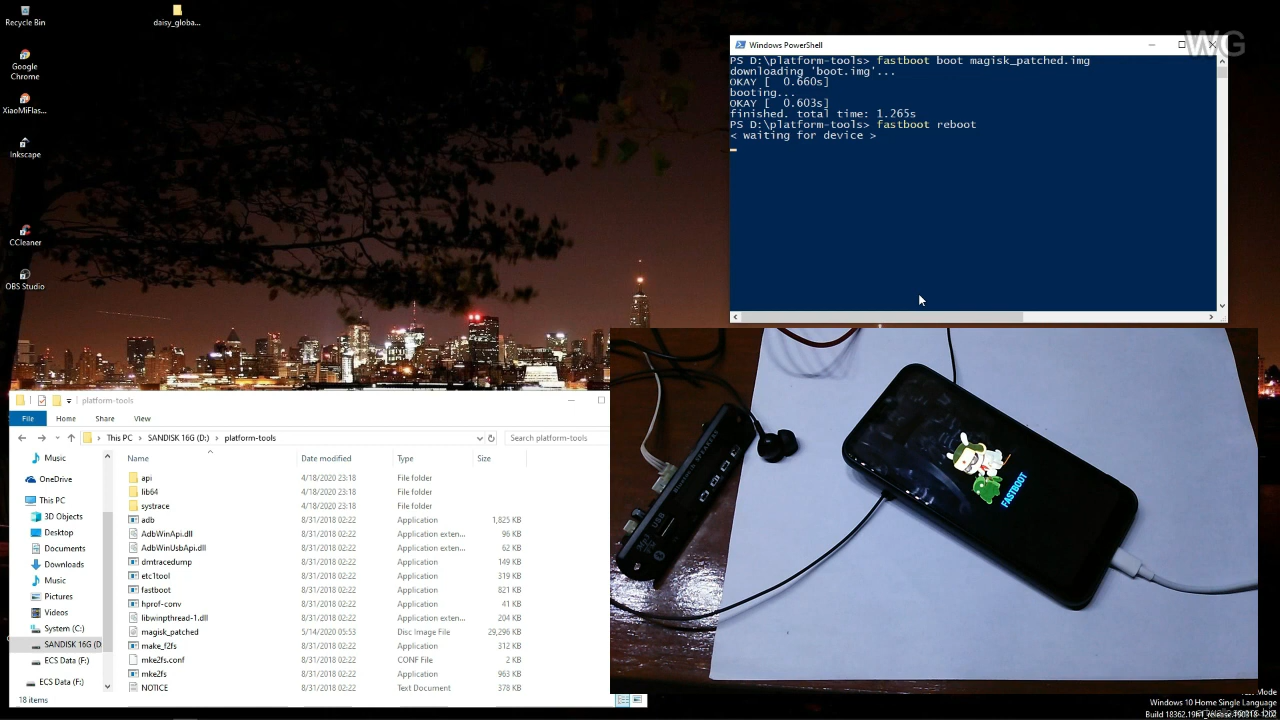 Recycle Bin
daisy_globa...
Google
Chrome
XiaoMiFlas...
Inkscape
CCleaner
OBS Studio
WG
Windows PowerShell
PS D:\platform-tools> fastboot boot magisk_patched.img
downloading 'boot.img'...
OKAY [  0.660s]
booting...
OKAY [  0.603s]
finished. total time: 1.265s
PS D:\platform-tools> fastboot reboot
< waiting for device >
platform-tools
File Home Share View
This PC > SANDISK 16G (D:) > platform-tools
Search platform-tools
Name Date modified Type Size
Music
OneDrive
This PC
3D Objects
Desktop
Documents
Downloads
Music
Pictures
Videos
System (C:)
SANDISK 16G (D
ECS Data (F:)
ECS Data (F:)
api 4/18/2020 23:18 File folder
lib64 4/18/2020 23:18 File folder
systrace 4/18/2020 23:18 File folder
adb 8/31/2018 02:22 Application 1,825 KB
AdbWinApi.dll 8/31/2018 02:22 Application exten... 96 KB
AdbWinUsbApi.dll 8/31/2018 02:22 Application exten... 62 KB
dmtracedump 8/31/2018 02:22 Application 149 KB
etc1tool 8/31/2018 02:22 Application 319 KB
fastboot 8/31/2018 02:22 Application 821 KB
hprof-conv 8/31/2018 02:22 Application 41 KB
libwinpthread-1.dll 8/31/2018 02:22 Application exten... 204 KB
magisk_patched 5/14/2020 05:53 Disc Image File 29,296 KB
make_f2fs 8/31/2018 02:22 Application 312 KB
mke2fs.conf 8/31/2018 02:22 CONF File 2 KB
mke2fs 8/31/2018 02:22 Application 963 KB
NOTICE 8/31/2018 02:22 Text Document 378 KB
18 items
FASTBOOT
USB
Mode
Windows 10 Home Single Language